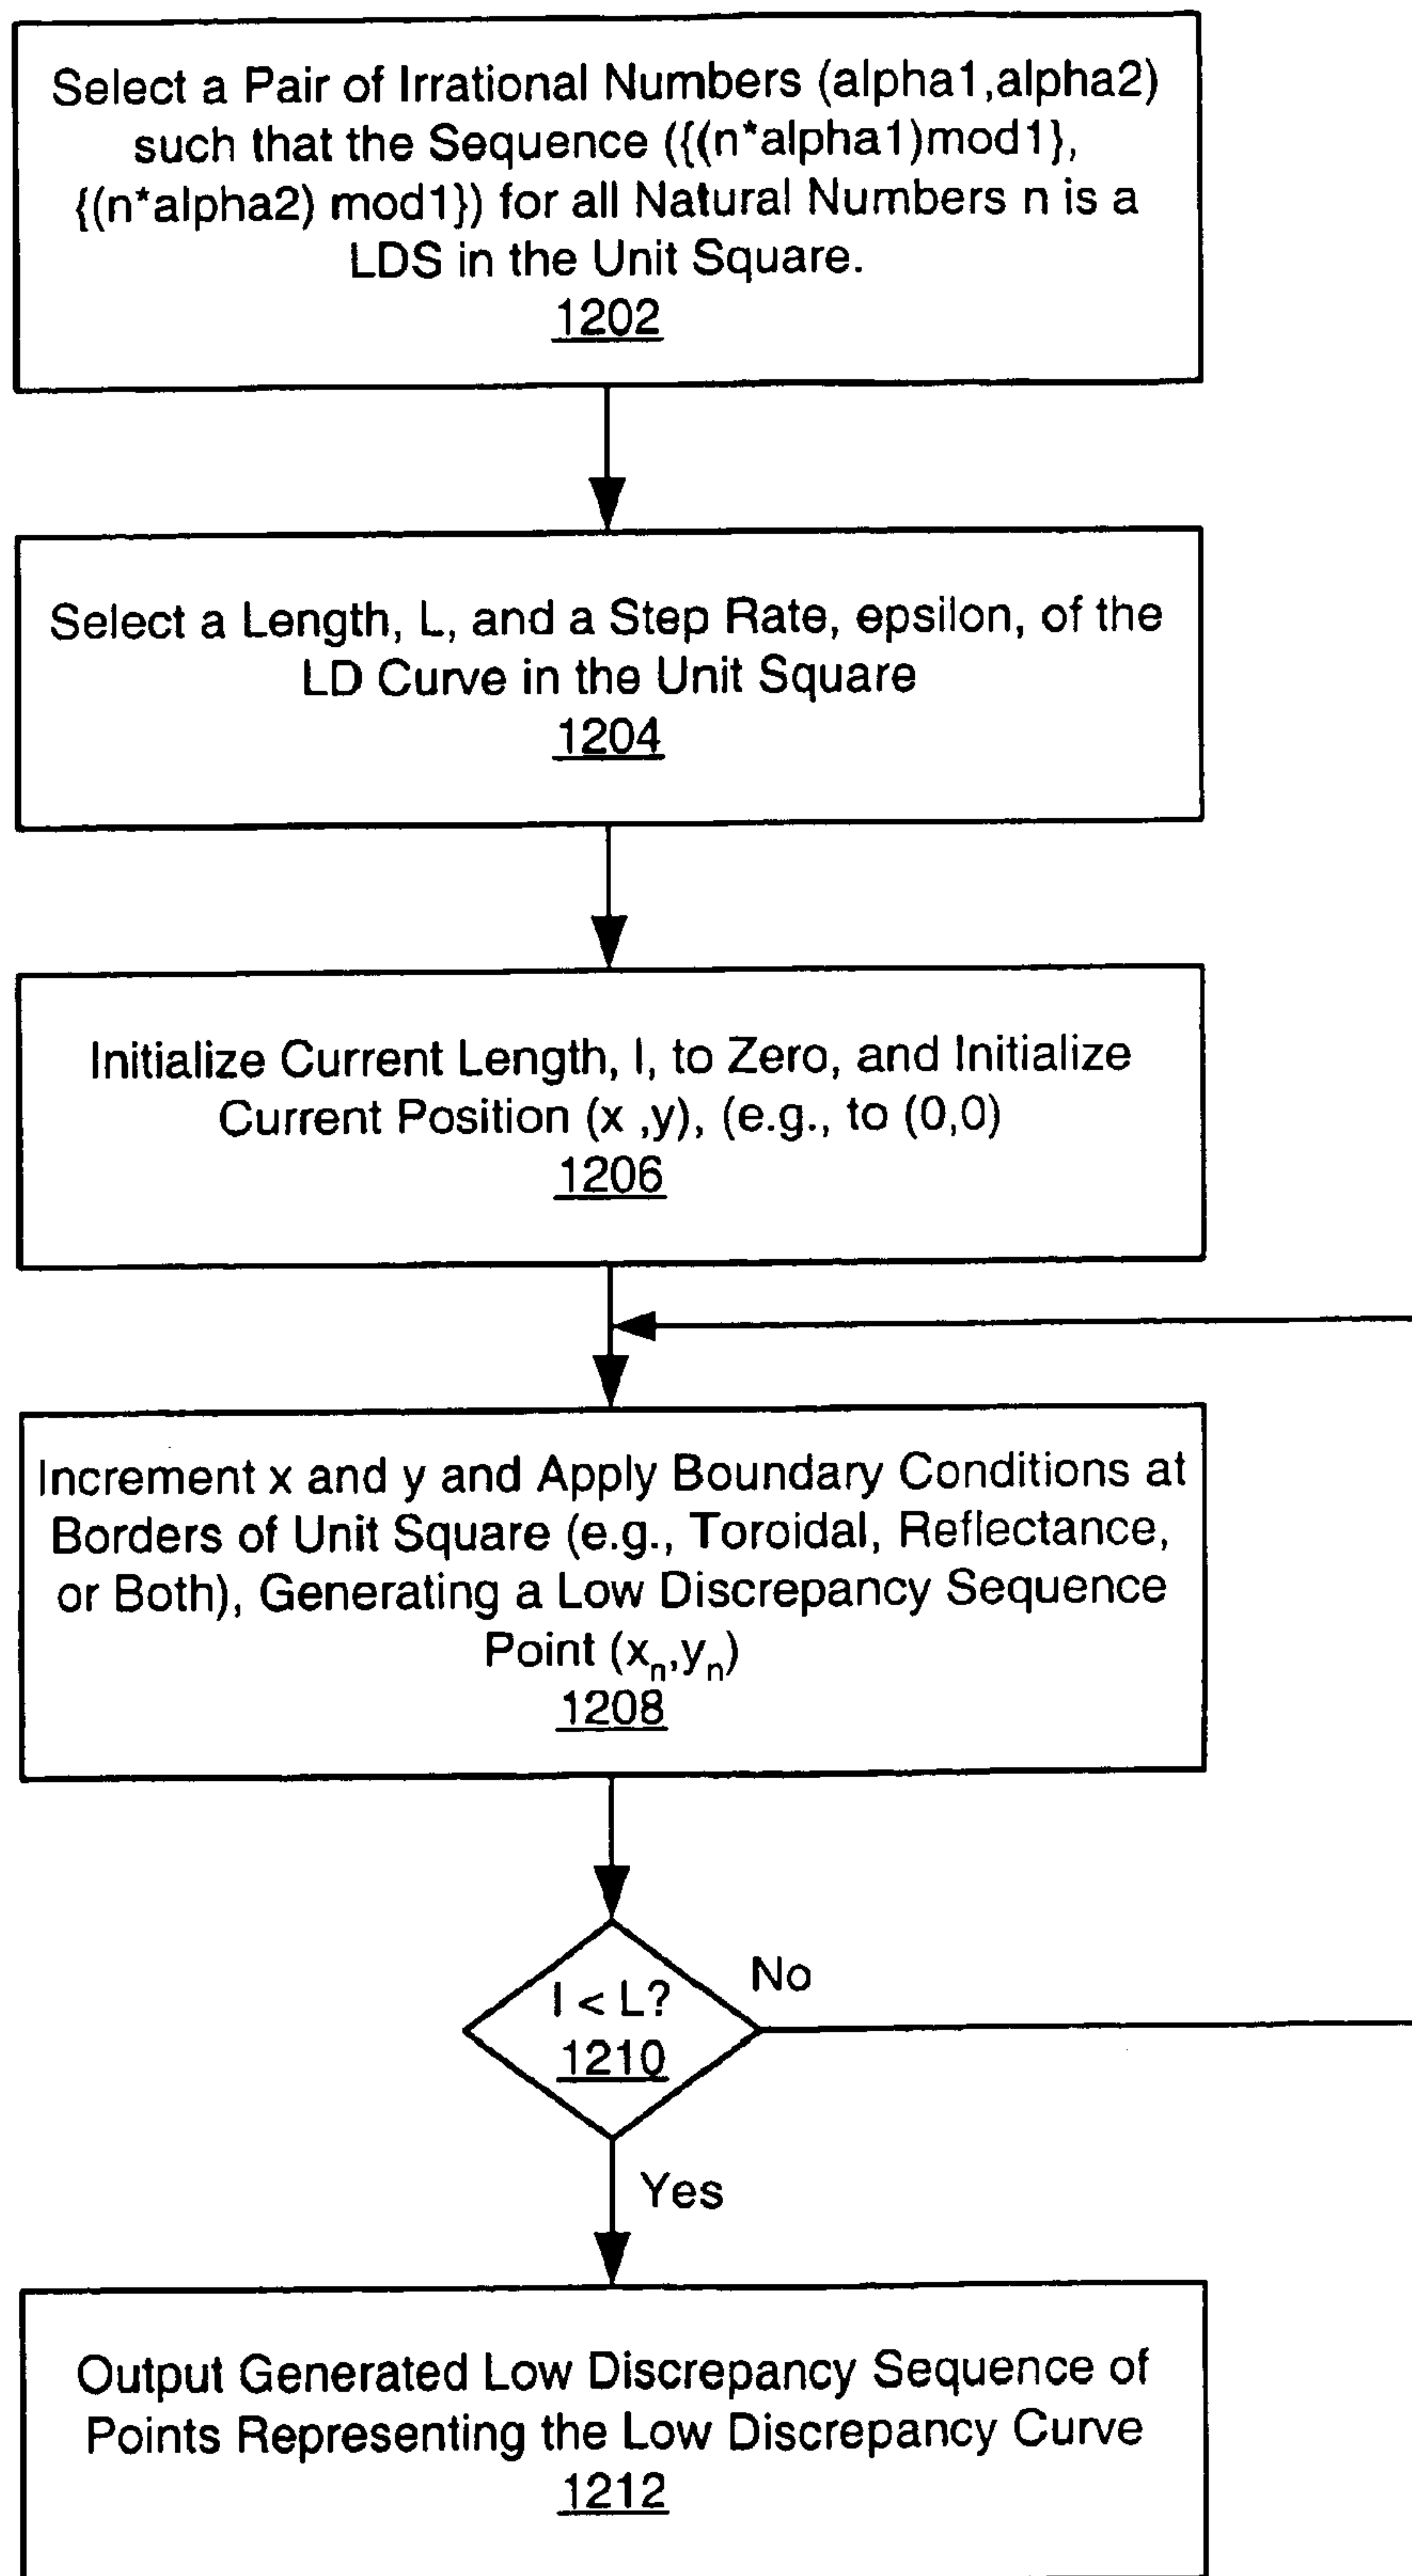 Select a Pair of Irrational Numbers (alpha1,alpha2)
such that the Sequence ({(n*alpha1)mod1},
{(n*alpha2) mod1}) for all Natural Numbers n is a
LDS in the Unit Square.
1202
Select a Length, L, and a Step Rate, epsilon, of the
LD Curve in the Unit Square
1204
Initialize Current Length, l, to Zero, and Initialize
Current Position (x ,y), (e.g., to (0,0)
1206
Increment x and y and Apply Boundary Conditions at
Borders of Unit Square (e.g., Toroidal, Reflectance,
or Both), Generating a Low Discrepancy Sequence
Point (xₙ,yₙ)
1208
l < L?
1210
No
Yes
Output Generated Low Discrepancy Sequence of
Points Representing the Low Discrepancy Curve
1212